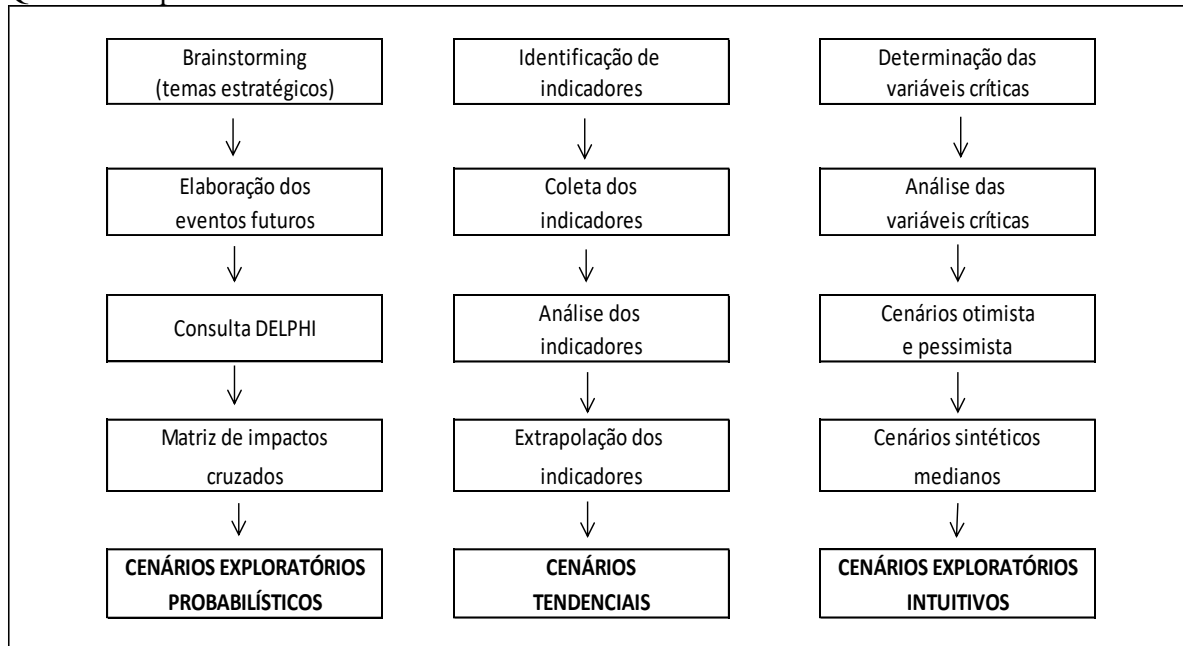 Brainstorming
(temas estratégicos)
Elaboração dos
eventos futuros
Consulta DELPHI
Matriz de impactos
cruzados
CENÁRIOS EXPLORATÓRIOS
PROBABILÍSTICOS
Identificação de
indicadores
Coleta dos
indicadores
Análise dos
indicadores
Extrapolação dos
indicadores
CENÁRIOS
TENDENCIAIS
Determinação das
variáveis críticas
Análise das
variáveis críticas
Cenários otimista
e pessimista
Cenários sintéticos
medianos
CENÁRIOS EXPLORATÓRIOS
INTUITIVOS